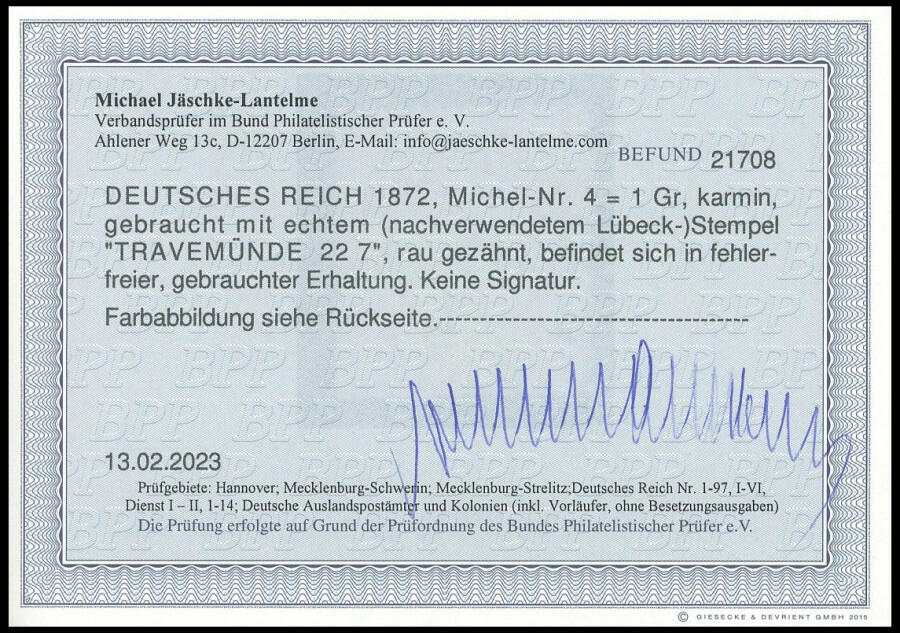 Michael Jäschke-Lantelme
Verbandsprüfer im Bund Philatelistischer Prüfer e. V.
Ahlener Weg 13c, D-12207 Berlin, E-Mail: info@jaeschke-lantelme.com
BEFUND 21708
DEUTSCHES REICH 1872, Michel-Nr. 4 = 1 Gr, karmin,
gebraucht mit echtem (nachverwendetem Lübeck-)Stempel
"TRAVEMÜNDE 22 7", rau gezähnt, befindet sich in fehler-
freier, gebrauchter Erhaltung. Keine Signatur.
Farbabbildung siehe Rückseite.---------------------------------------
13.02.2023
Prüfgebiete: Hannover; Mecklenburg-Schwerin; Mecklenburg-Strelitz;Deutsches Reich Nr. 1-97, I-VI,
Dienst I – II, 1-14; Deutsche Auslandspostämter und Kolonien (inkl. Vorläufer, ohne Besetzungsausgaben)
Die Prüfung erfolgte auf Grund der Prüfordnung des Bundes Philatelistischer Prüfer e.V.
© GIESECKE & DEVRIENT GMBH 2015